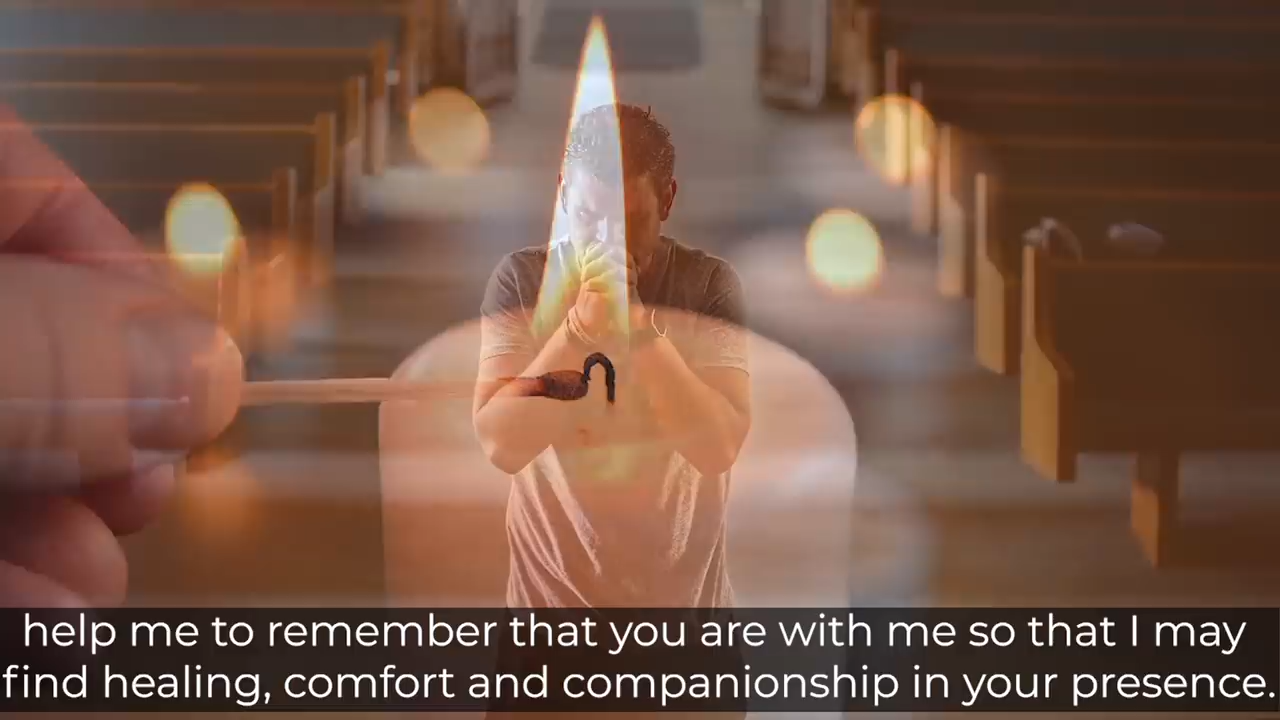 help me to remember that you are with me so that I may
find healing, comfort and companionship in your presence.